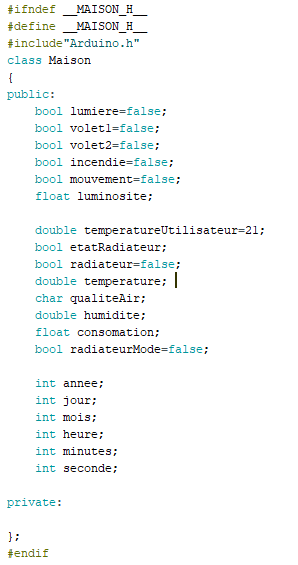 #ifndef __MAISON_H__
#define __MAISON_H__
#include"Arduino.h"
class Maison
{
public:
    bool lumiere=false;
    bool volet1=false;
    bool volet2=false;
    bool incendie=false;
    bool mouvement=false;
    float luminosite;

    double temperatureUtilisateur=21;
    bool etatRadiateur;
    bool radiateur=false;
    double temperature;
    char qualiteAir;
    double humidite;
    float consomation;
    bool radiateurMode=false;

    int annee;
    int jour;
    int mois;
    int heure;
    int minutes;
    int seconde;

private:

};
#endif